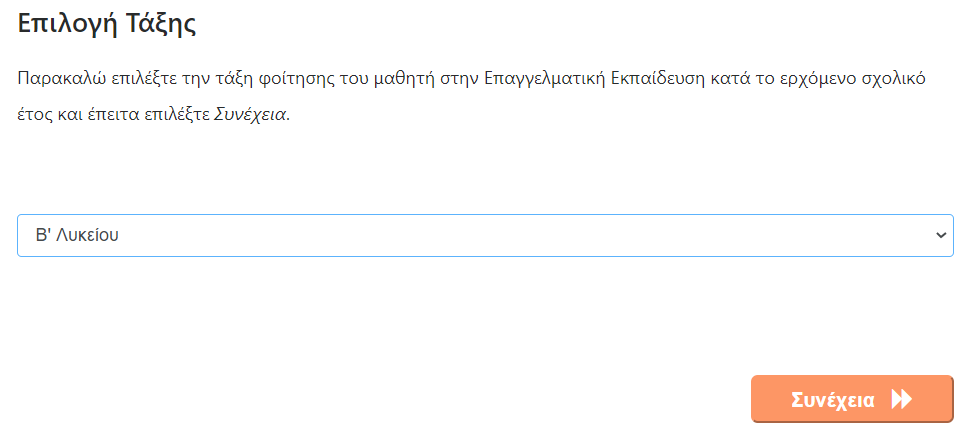 Επιλογή Τάξης
Παρακαλώ επιλέξτε την τάξη φοίτησης του μαθητή στην Επαγγελματική Εκπαίδευση κατά το ερχόμενο σχολικό
έτος και έπειτα επιλέξτε Συνέχεια.
Β' Λυκείου
Συνέχεια